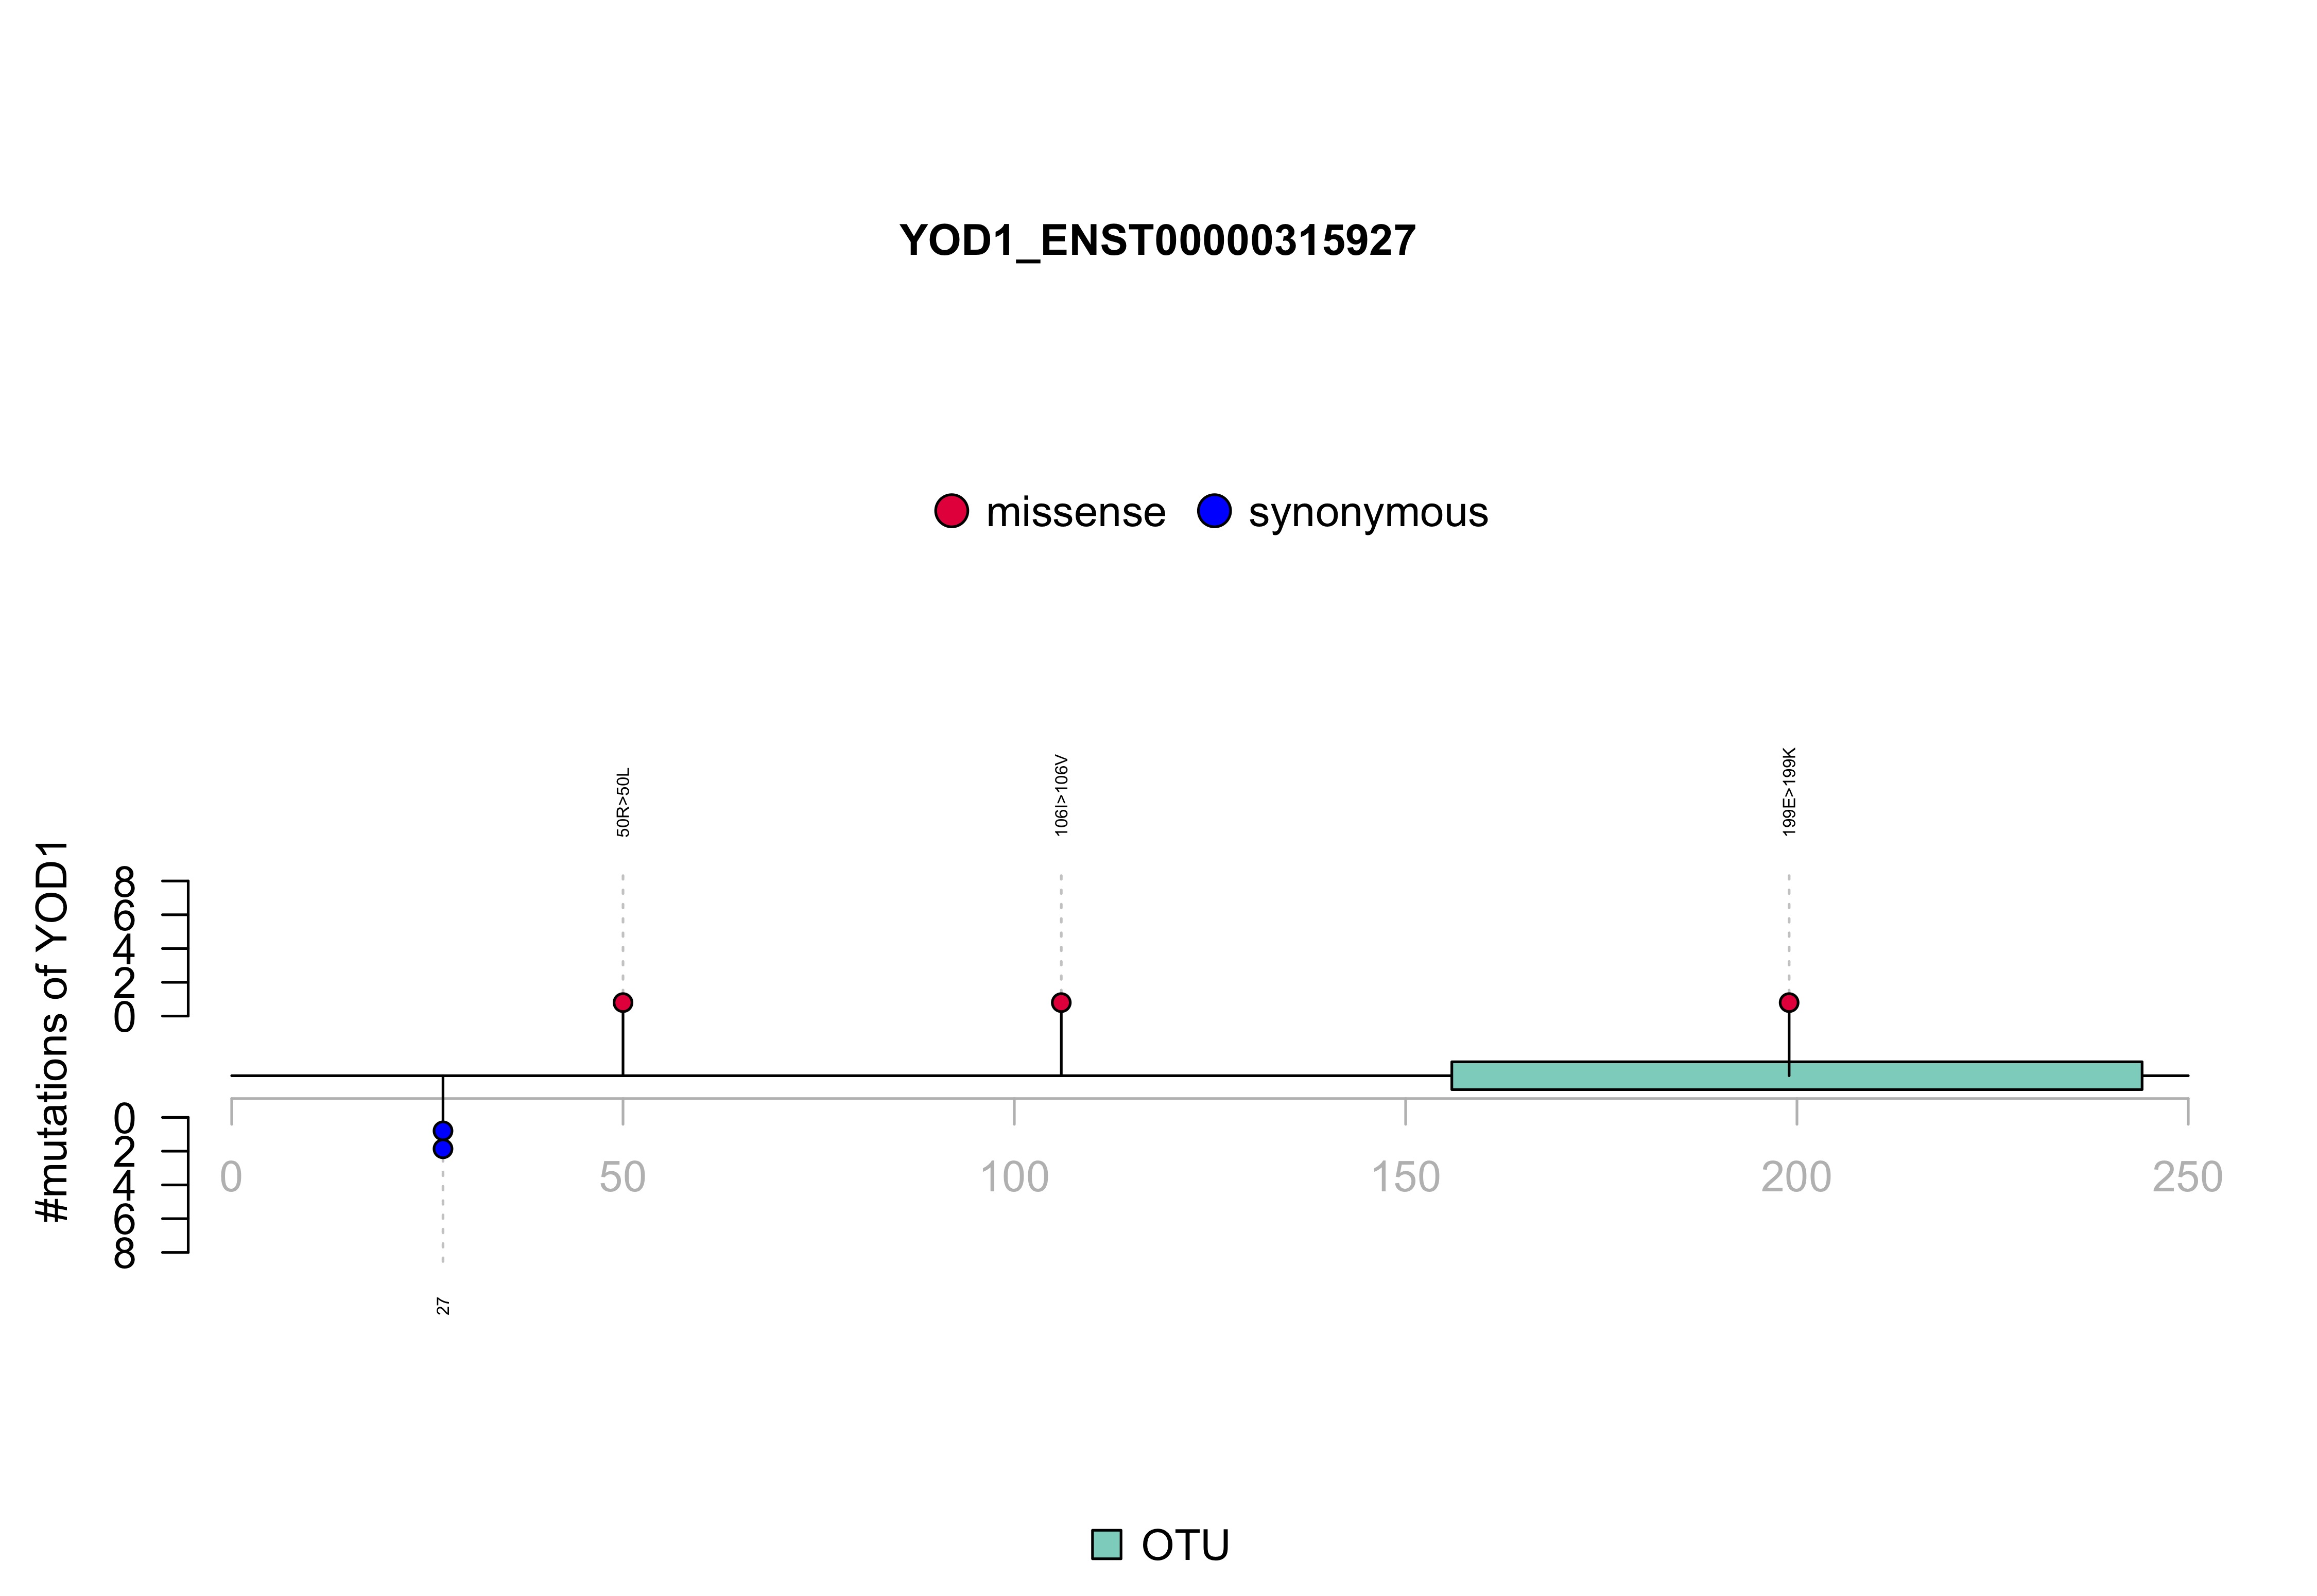 YOD1_ENST00000315927
missense synonymous
50R>50L
106I>106V
199E>199K
#mutations of YOD1
8
6
4
2
0
0
2
4
6
8
0 50 100 150 200 250
27
OTU